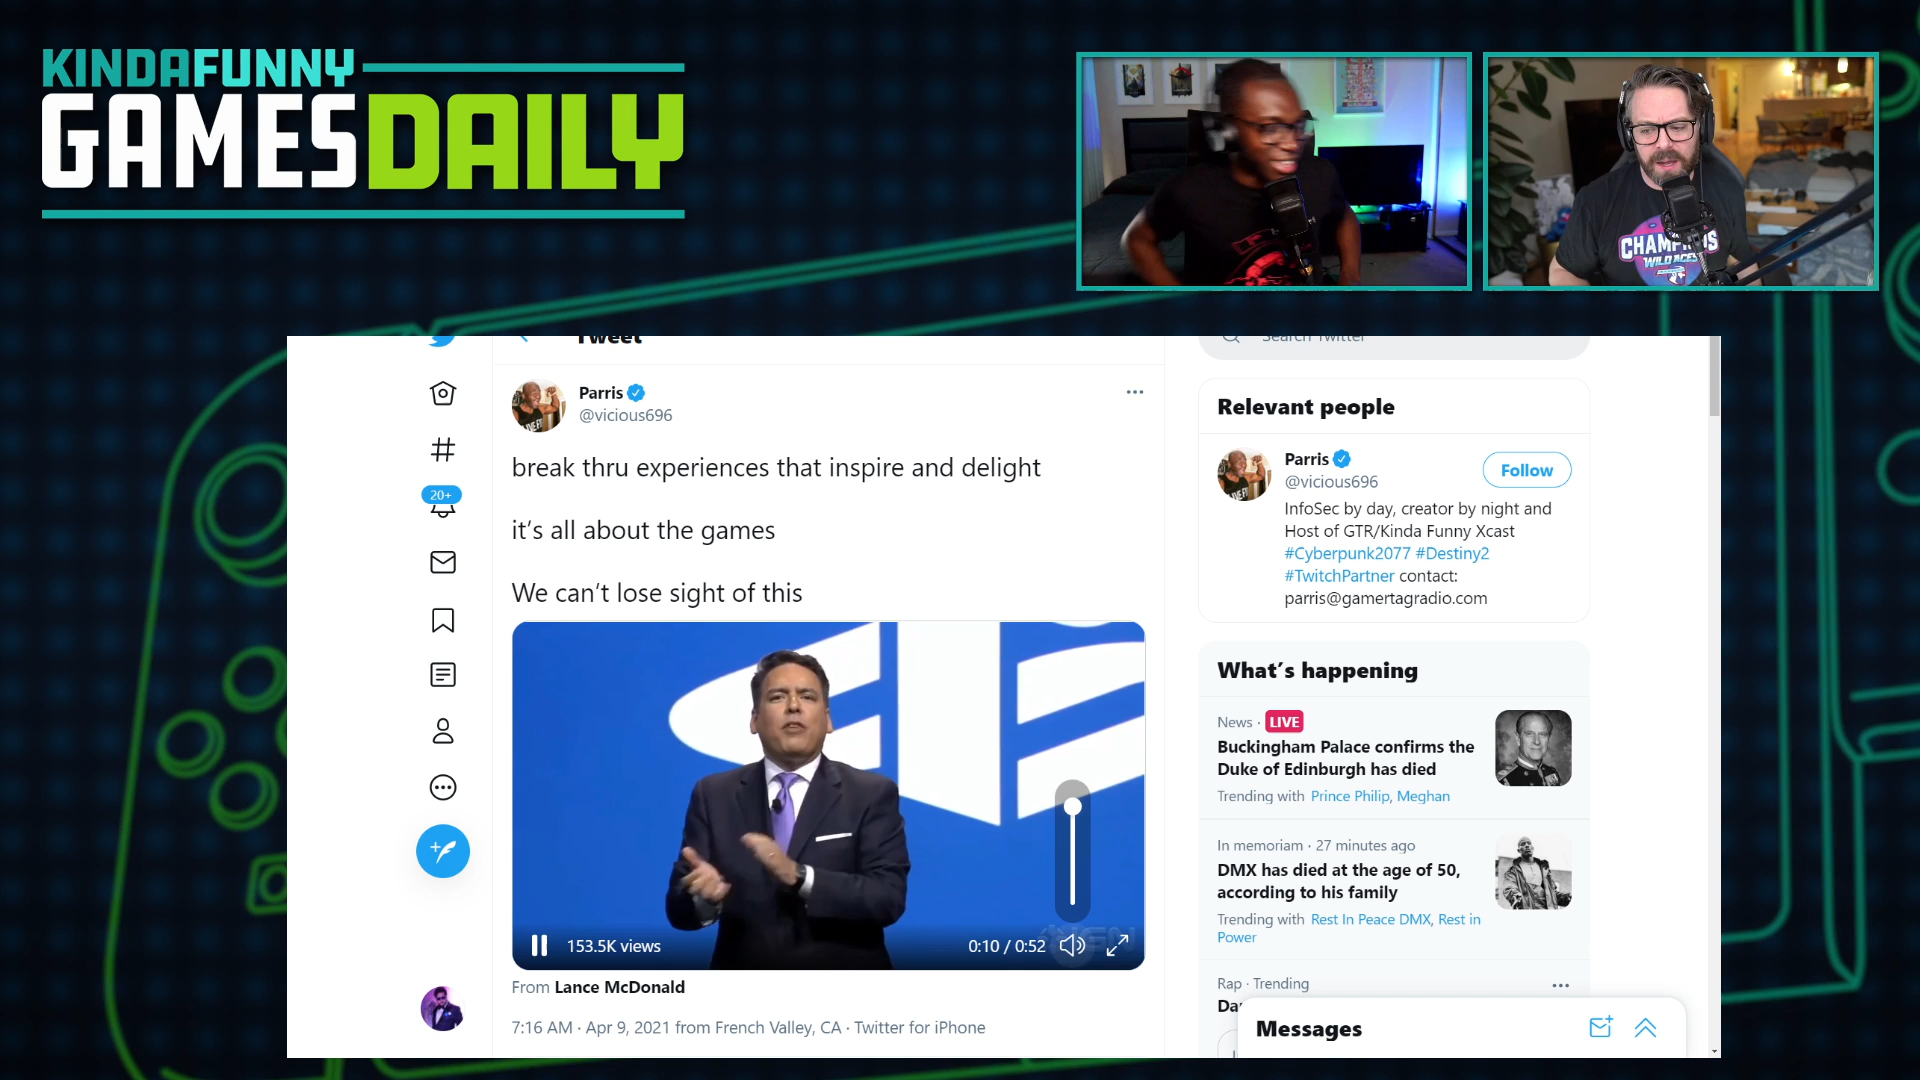 KINDAFUNNY
GAMESDAILY
CHAMPIONS
WILD ACES
Tweet
Search Twitter
Parris
@vicious696
break thru experiences that inspire and delight
it’s all about the games
We can’t lose sight of this
20+
153.5K views
0:10 / 0:52
From Lance McDonald
7:16 AM · Apr 9, 2021 from French Valley, CA · Twitter for iPhone
Relevant people
Parris
@vicious696
Follow
InfoSec by day, creator by night and
Host of GTR/Kinda Funny Xcast
#Cyberpunk2077 #Destiny2
#TwitchPartner contact:
parris@gamertagradio.com
What’s happening
News · LIVE
Buckingham Palace confirms the
Duke of Edinburgh has died
Trending with Prince Philip, Meghan
In memoriam · 27 minutes ago
DMX has died at the age of 50,
according to his family
Trending with Rest In Peace DMX, Rest in
Power
Rap · Trending
Messages